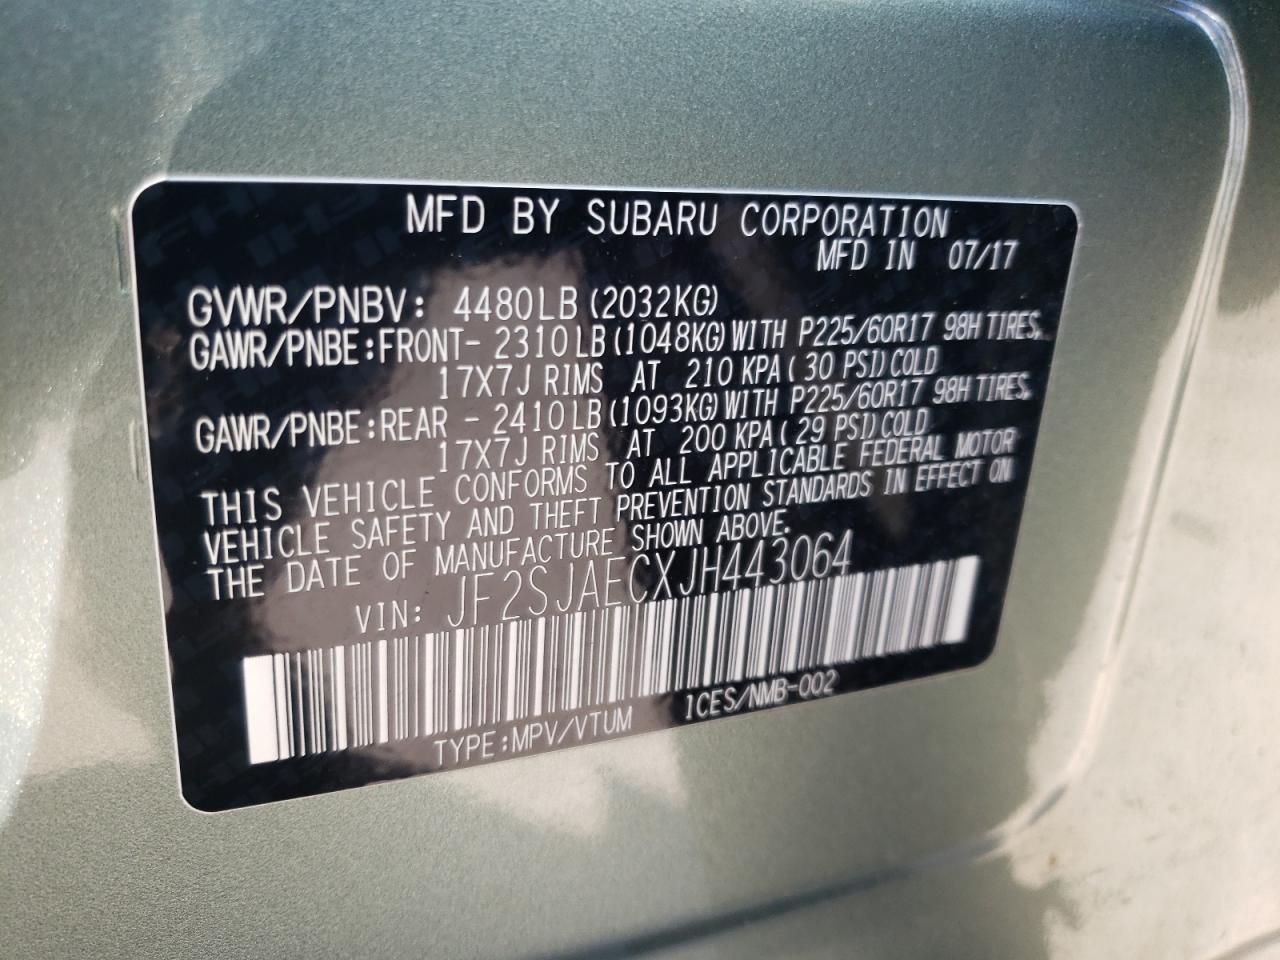 MFD BY SUBARU CORPORATION
MFD IN 07/17
GVWR/PNBV: 4480LB (2032KG)
GAWR/PNBE:FRONT- 2310LB(1048KG)WITH P225/60R17 98H TIRES,
17X7J RIMS AT 210 KPA(30 PSI)COLD
GAWR/PNBE:REAR - 2410LB(1093KG)WITH P225/60R17 98H TIRES,
17X7J RIMS AT 200 KPA(29 PSI)COLD
THIS VEHICLE CONFORMS TO ALL APPLICABLE FEDERAL MOTOR
VEHICLE SAFETY AND THEFT PREVENTION STANDARDS IN EFFECT ON
THE DATE OF MANUFACTURE SHOWN ABOVE.
VIN: JF2SJAECXJH443064
TYPE:MPV/VTUM ICES/NMB-002